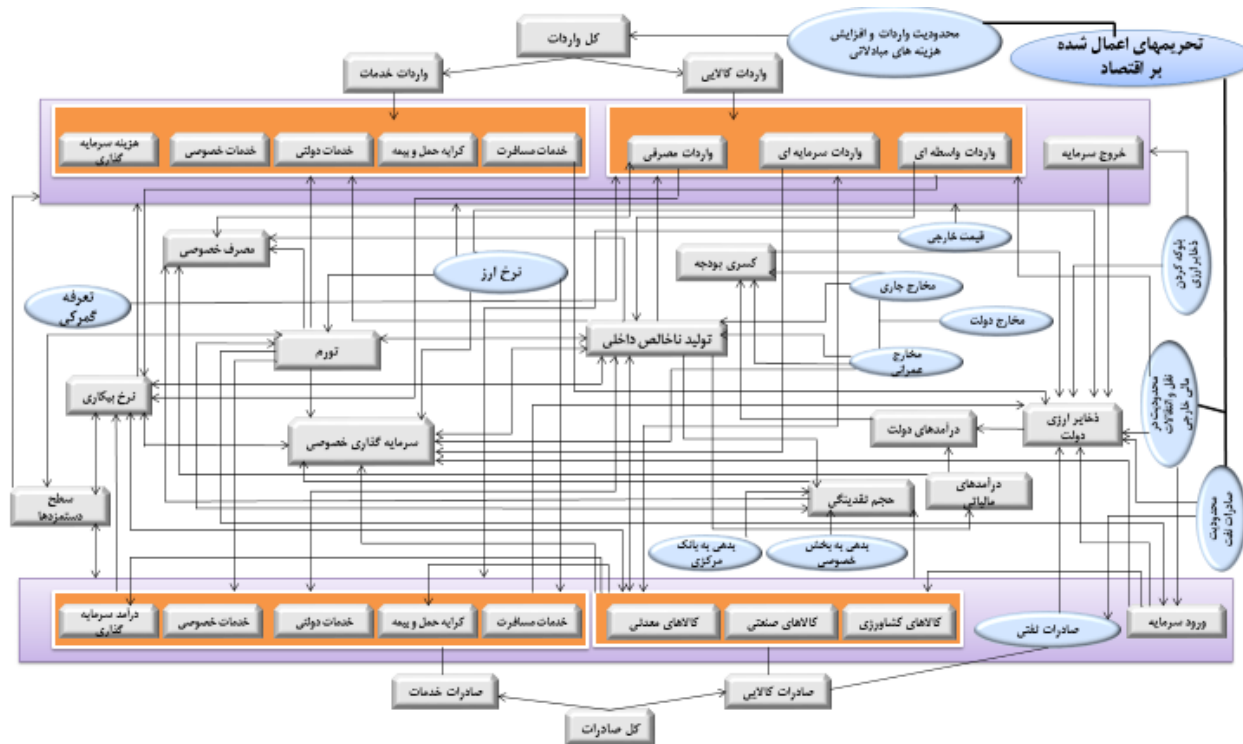 کل واردات
محدودیت واردات و افزایش
هزینه های مبادلاتی
تحریمهای اعمال شده
بر اقتصاد
واردات خدمات
واردات کالایی
هزینه سرمایه
گذاری
خدمات خصوصی
خدمات دولتی
کرایه حمل و بیمه
خدمات مسافرت
واردات مصرفی
واردات سرمایه ای
واردات واسطه ای
خروج سرمایه
مصرف خصوصی
نرخ ارز
قیمت خارجی
کسری بودجه
بلوکه کردن
ذخایر ارزی
تعرفه
گمرکی
مخارج جاری
مخارج دولت
تورم
تولید ناخالص داخلی
مخارج
عمرانی
نرخ بیکاری
سرمایه گذاری خصوصی
درآمدهای دولت
ذخایر ارزی
دولت
محدودیت در
نقل و انتقالات
مالی خارجی
سطح
دستمزدها
حجم نقدینگی
درآمدهای
مالیاتی
محدودیت
صادرات نفت
بدهی به بانک
مرکزی
بدهی به بخش
خصوصی
درآمد سرمایه
گذاری
خدمات خصوصی
خدمات دولتی
کرایه حمل و بیمه
خدمات مسافرت
کالاهای معدنی
کالاهای صنعتی
کالاهای کشاورزی
صادرات نفتی
ورود سرمایه
صادرات خدمات
صادرات کالایی
کل صادرات